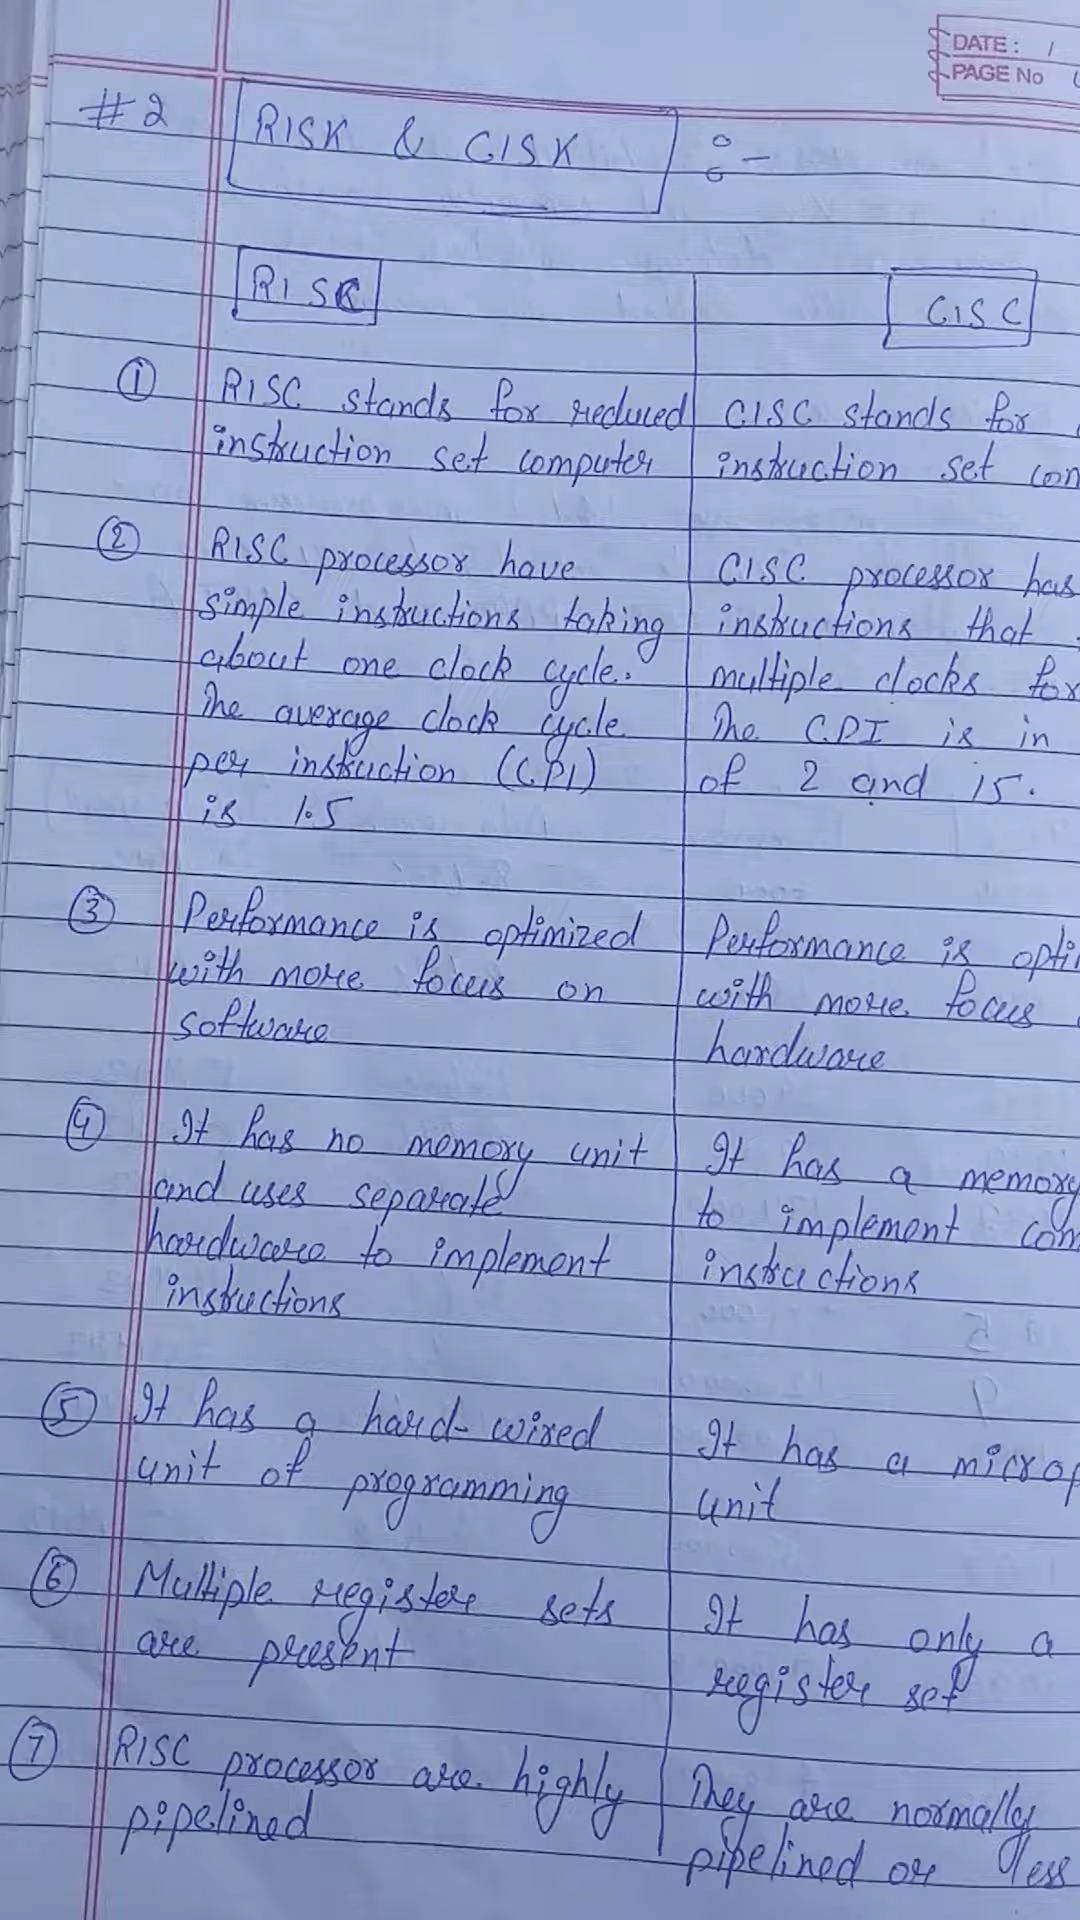 DATE: /
PAGE No
#2 RISK & CISK :-
RISC
CISC
① RISC stands for reduced
instruction set computer
CISC stands for
instruction set con
② RISC processor have
simple instructions taking
about one clock cycle.
The average clock cycle
per instruction (CPI)
is 1.5
CISC processor has
instructions that
multiple clocks for
The CPI is in
of 2 and 15.
③ Performance is optimized
with more focus on
software
Performance is opti
with more focus
hardware
④ It has no memory unit
and uses separate
hardware to implement
instructions
It has a memory
to implement com
instructions
⑤ It has a hard-wired
unit of programming
It has a microp
unit
⑥ Multiple register sets
are present
It has only a
register set
⑦ RISC processor are highly
pipelined
They are normally
pipelined or less